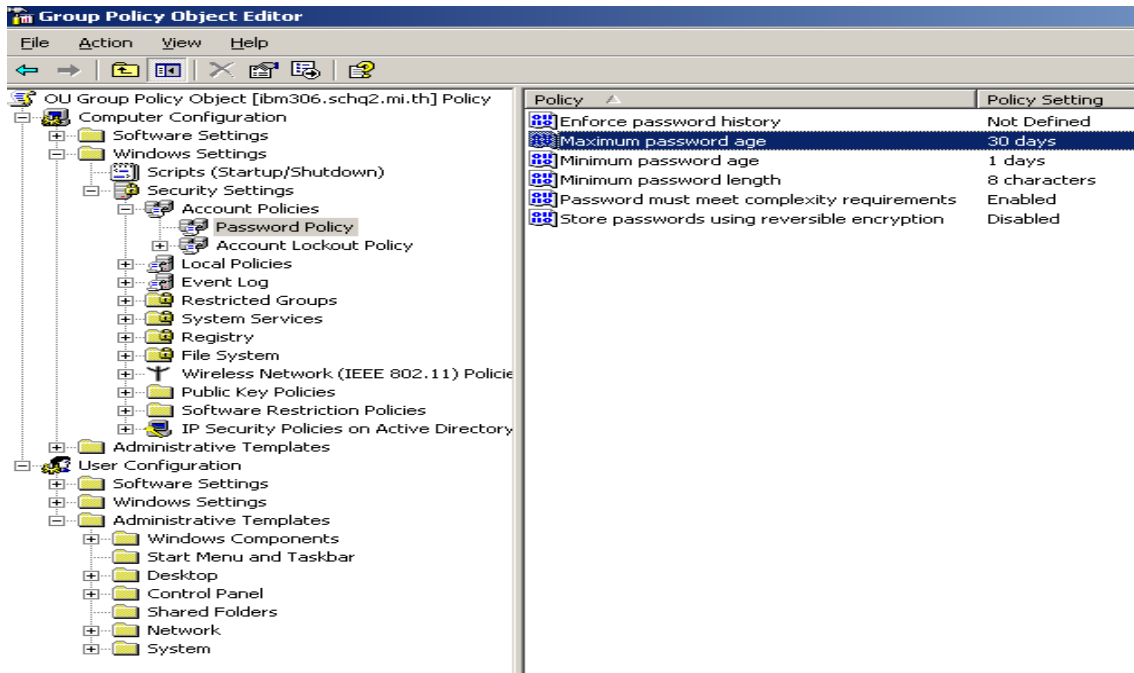 Group Policy Object Editor
File Action View Help
OU Group Policy Object [ibm306.schq2.mi.th] Policy
Computer Configuration
Software Settings
Windows Settings
Scripts (Startup/Shutdown)
Security Settings
Account Policies
Password Policy
Account Lockout Policy
Local Policies
Event Log
Restricted Groups
System Services
Registry
File System
Wireless Network (IEEE 802.11) Policie
Public Key Policies
Software Restriction Policies
IP Security Policies on Active Directory
Administrative Templates
User Configuration
Software Settings
Windows Settings
Administrative Templates
Windows Components
Start Menu and Taskbar
Desktop
Control Panel
Shared Folders
Network
System
Policy Policy Setting
Enforce password history Not Defined
Maximum password age 30 days
Minimum password age 1 days
Minimum password length 8 characters
Password must meet complexity requirements Enabled
Store passwords using reversible encryption Disabled